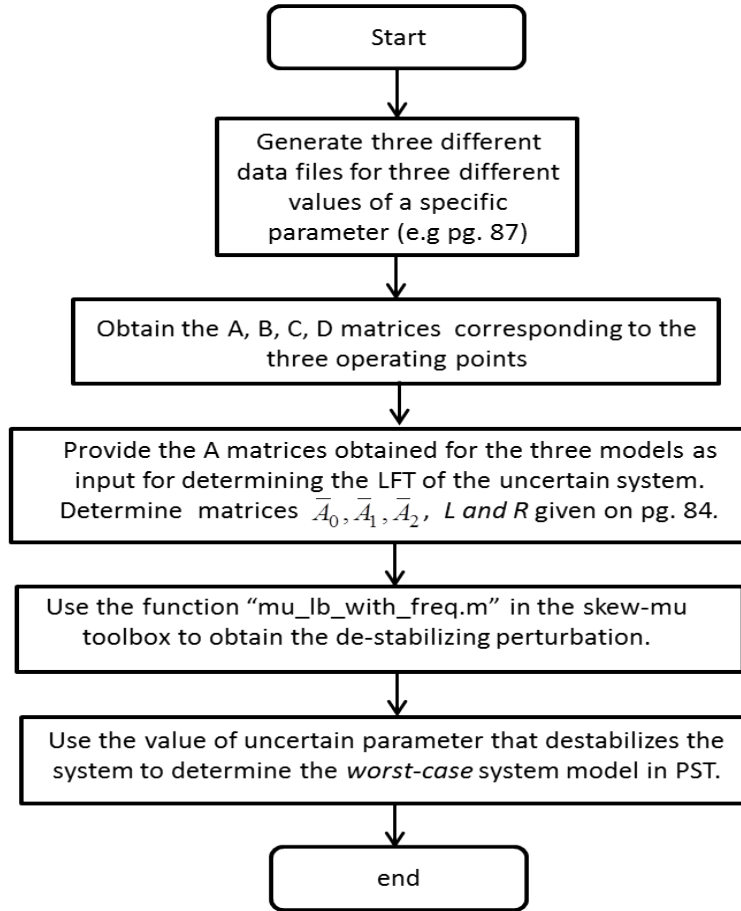 Start
Generate three different
data files for three different
values of a specific
parameter (e.g pg. 87)
Obtain the A, B, C, D matrices corresponding to the
three operating points
Provide the A matrices obtained for the three models as
input for determining the LFT of the uncertain system.
Determine matrices A̅₀, A̅₁, A̅₂, L and R given on pg. 84.
Use the function “mu_lb_with_freq.m” in the skew-mu
toolbox to obtain the de-stabilizing perturbation.
Use the value of uncertain parameter that destabilizes the
system to determine the worst-case system model in PST.
end